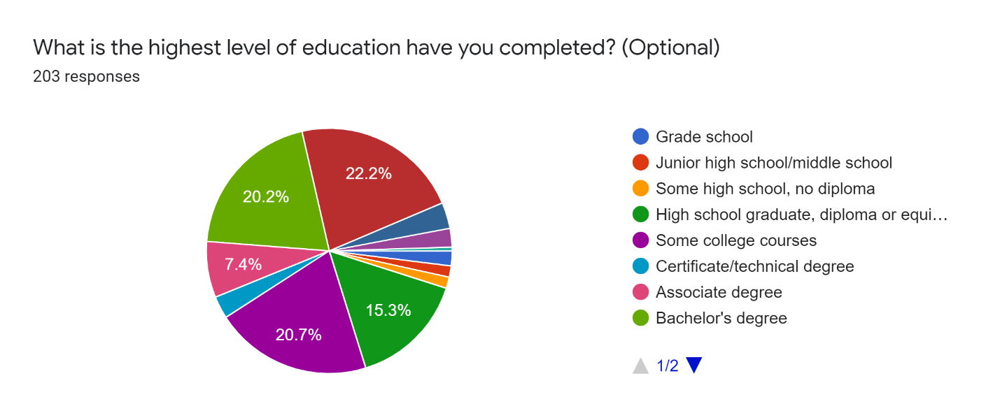 What is the highest level of education have you completed? (Optional)
203 responses
22.2%
20.2%
7.4%
15.3%
20.7%
Grade school
Junior high school/middle school
Some high school, no diploma
High school graduate, diploma or equi…
Some college courses
Certificate/technical degree
Associate degree
Bachelor's degree
1/2